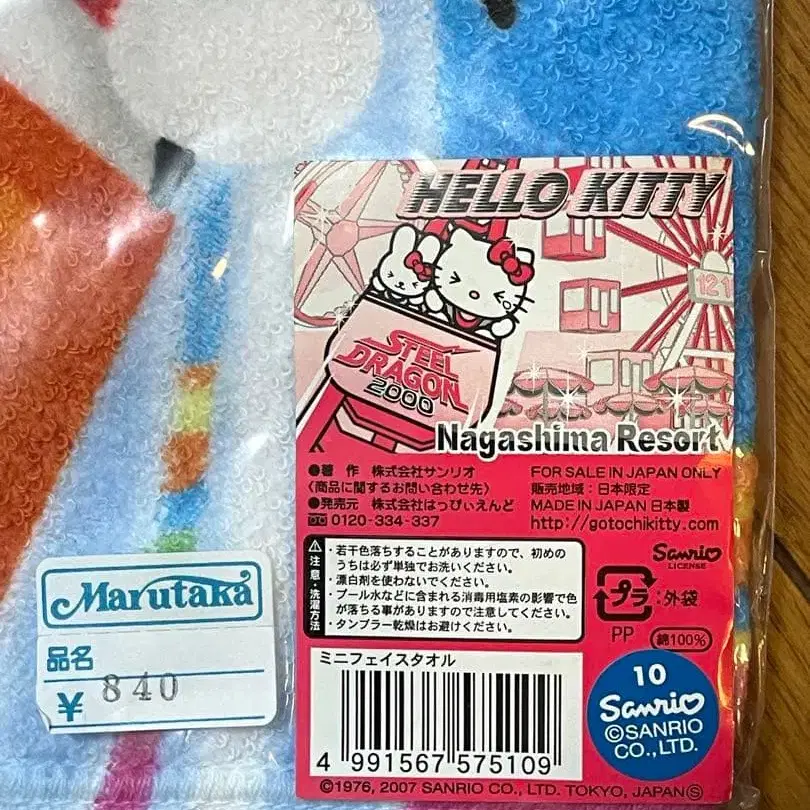 HELLO KITTY
121
STEEL
DRAGON
2000
Nagashima Resort
●著 作 株式会社サンリオ
〈商品に関するお問い合わせ先〉
●発売元 株式会社はっぴぃえんど
0120-334-337
FOR SALE IN JAPAN ONLY
販売地域：日本限定
MADE IN JAPAN 日本製
http://gotochikitty.com
Sanrio
LICENSE
注意・洗濯方法
・若干色落ちすることがありますので、初めの
うちは必ず単独でお洗いください。
・漂白剤を使わないでください。
・プール水などに含まれる消毒用塩素の影響で色
が落ちる事がありますので注意してください。
・タンブラー乾燥はお避けください。
プラ：外袋
PP
綿100%
ミニフェイスタオル
4 991567 575109
10
Sanrio
©SANRIO
CO.,LTD.
©1976, 2007 SANRIO CO., LTD. TOKYO, JAPAN Ⓢ
Marutaka
品名
¥ 840